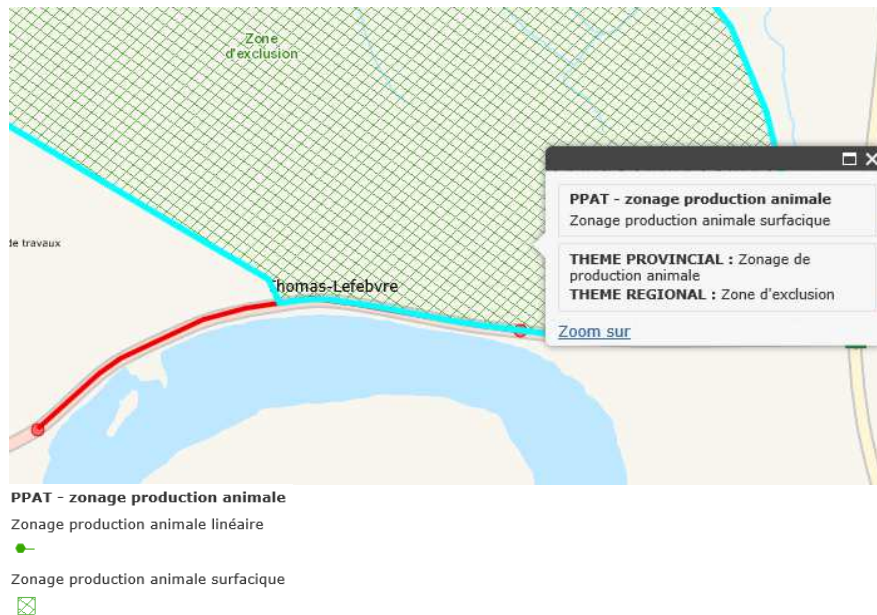 Zone
d'exclusion
PPAT - zonage production animale
Zonage production animale surfacique
de travaux
THEME PROVINCIAL : Zonage de
production animale
THEME REGIONAL : Zone d'exclusion
Thomas-Lefebvre
Zoom sur
PPAT - zonage production animale
Zonage production animale linéaire
Zonage production animale surfacique